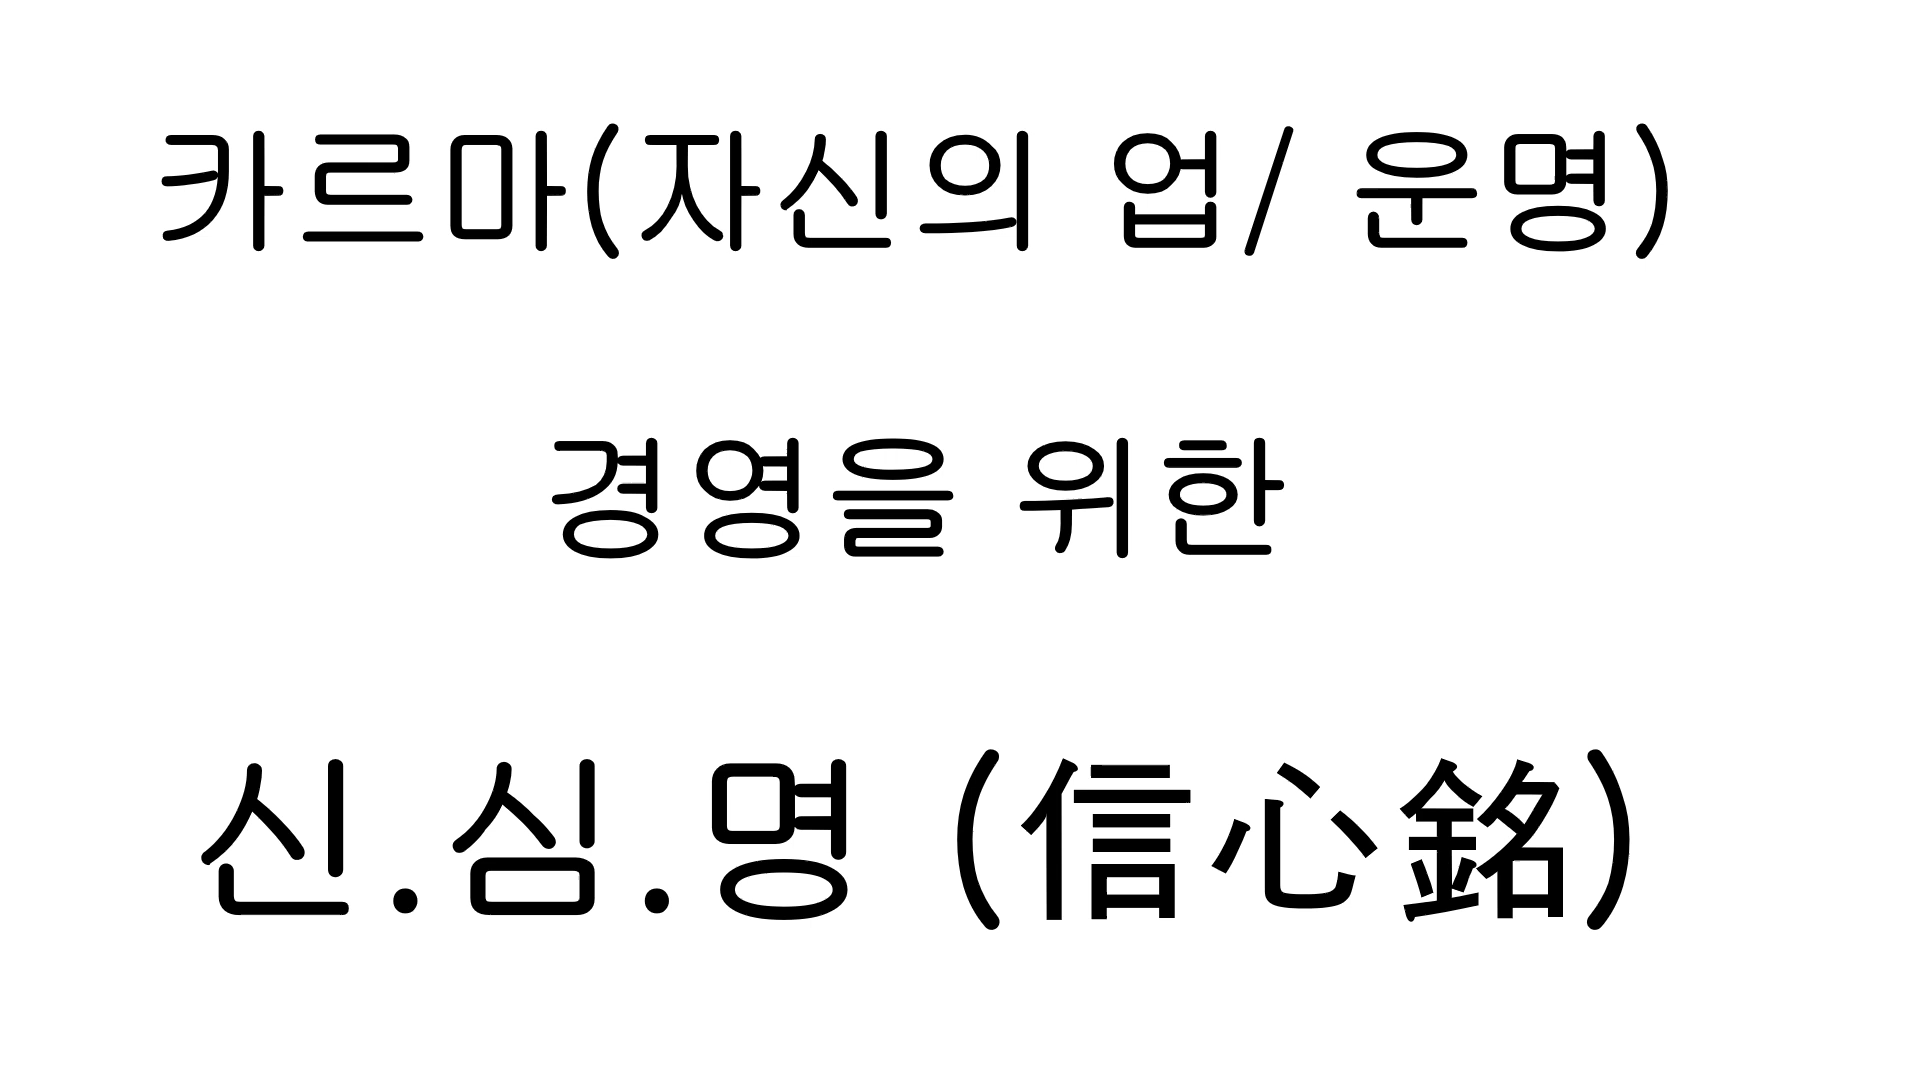 카르마(자신의 업/ 운명)
경영을 위한
신.심.명 (信心銘)